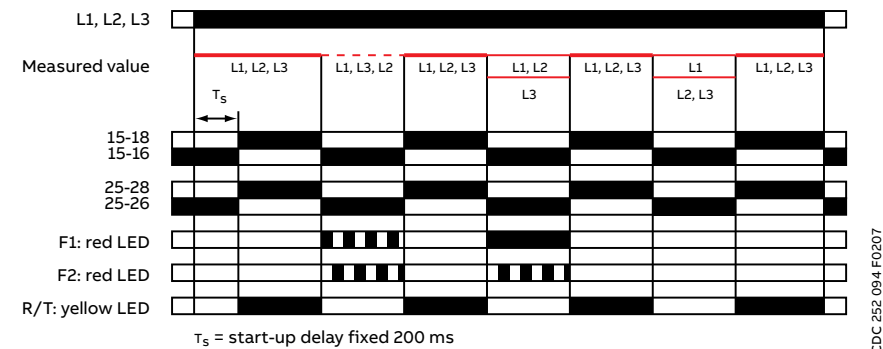 L1, L2, L3
Measured value
L1, L2, L3
L1, L3, L2
L1, L2, L3
L1, L2
L1, L2, L3
L1
L1, L2, L3
L3
L2, L3
Ts
15-18
15-16
25-28
25-26
F1: red LED
F2: red LED
R/T: yellow LED
Ts = start-up delay fixed 200 ms
CDC 252 094 F0207